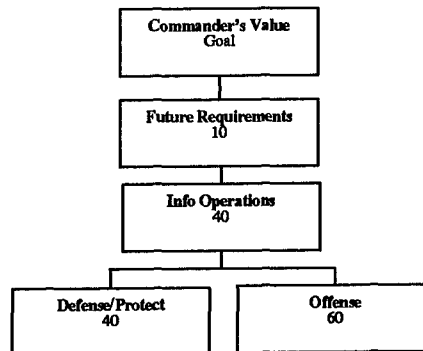 Commander's Value
Goal
Future Requirements
10
Info Operations
40
Defense/Protect
40
Offense
60